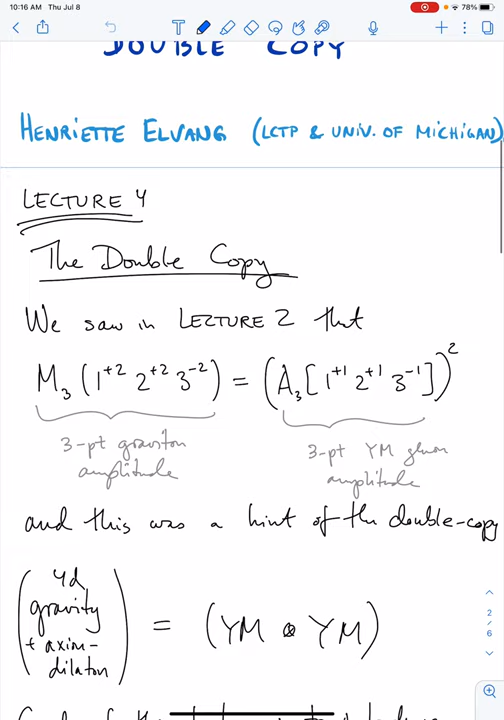 10:16 AM Thu Jul 8
78%
DOUBLE COPY
HENRIETTE ELVANG (LCTP & UNIV. OF MICHIGAN)
LECTURE 4
The Double Copy
We saw in LECTURE 2 that
M₃ (1⁺² 2⁺² 3⁻²) = (A₃ [1⁺¹ 2⁺¹ 3⁻¹])²
3-pt graviton amplitude
3-pt YM gluon amplitude
and this was a hint of the double-copy
(4d gravity + axion-dilaton) = (YM ⊗ YM)
2
/
6